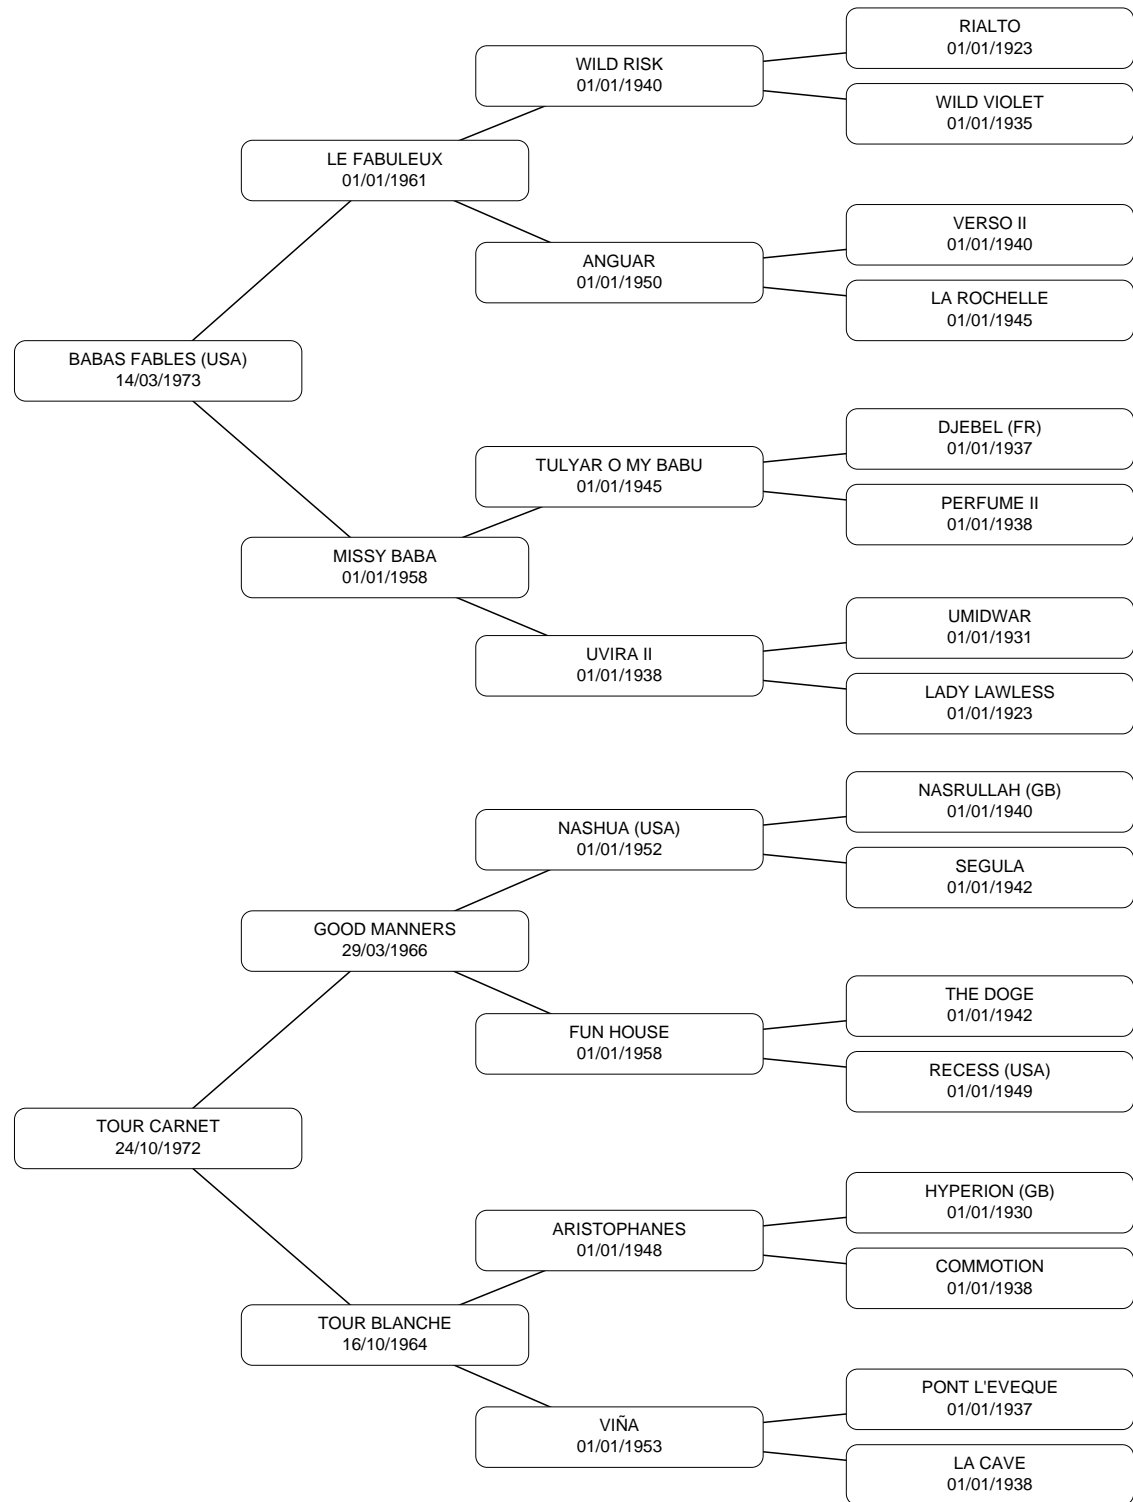 RIALTO
01/01/1923
WILD RISK
01/01/1940
WILD VIOLET
01/01/1935
LE FABULEUX
01/01/1961
VERSO II
01/01/1940
ANGUAR
01/01/1950
LA ROCHELLE
01/01/1945
BABAS FABLES (USA)
14/03/1973
DJEBEL (FR)
01/01/1937
TULYAR O MY BABU
01/01/1945
PERFUME II
01/01/1938
MISSY BABA
01/01/1958
UMIDWAR
01/01/1931
UVIRA II
01/01/1938
LADY LAWLESS
01/01/1923
NASRULLAH (GB)
01/01/1940
NASHUA (USA)
01/01/1952
SEGULA
01/01/1942
GOOD MANNERS
29/03/1966
THE DOGE
01/01/1942
FUN HOUSE
01/01/1958
RECESS (USA)
01/01/1949
TOUR CARNET
24/10/1972
HYPERION (GB)
01/01/1930
ARISTOPHANES
01/01/1948
COMMOTION
01/01/1938
TOUR BLANCHE
16/10/1964
PONT L'EVEQUE
01/01/1937
VIÑA
01/01/1953
LA CAVE
01/01/1938